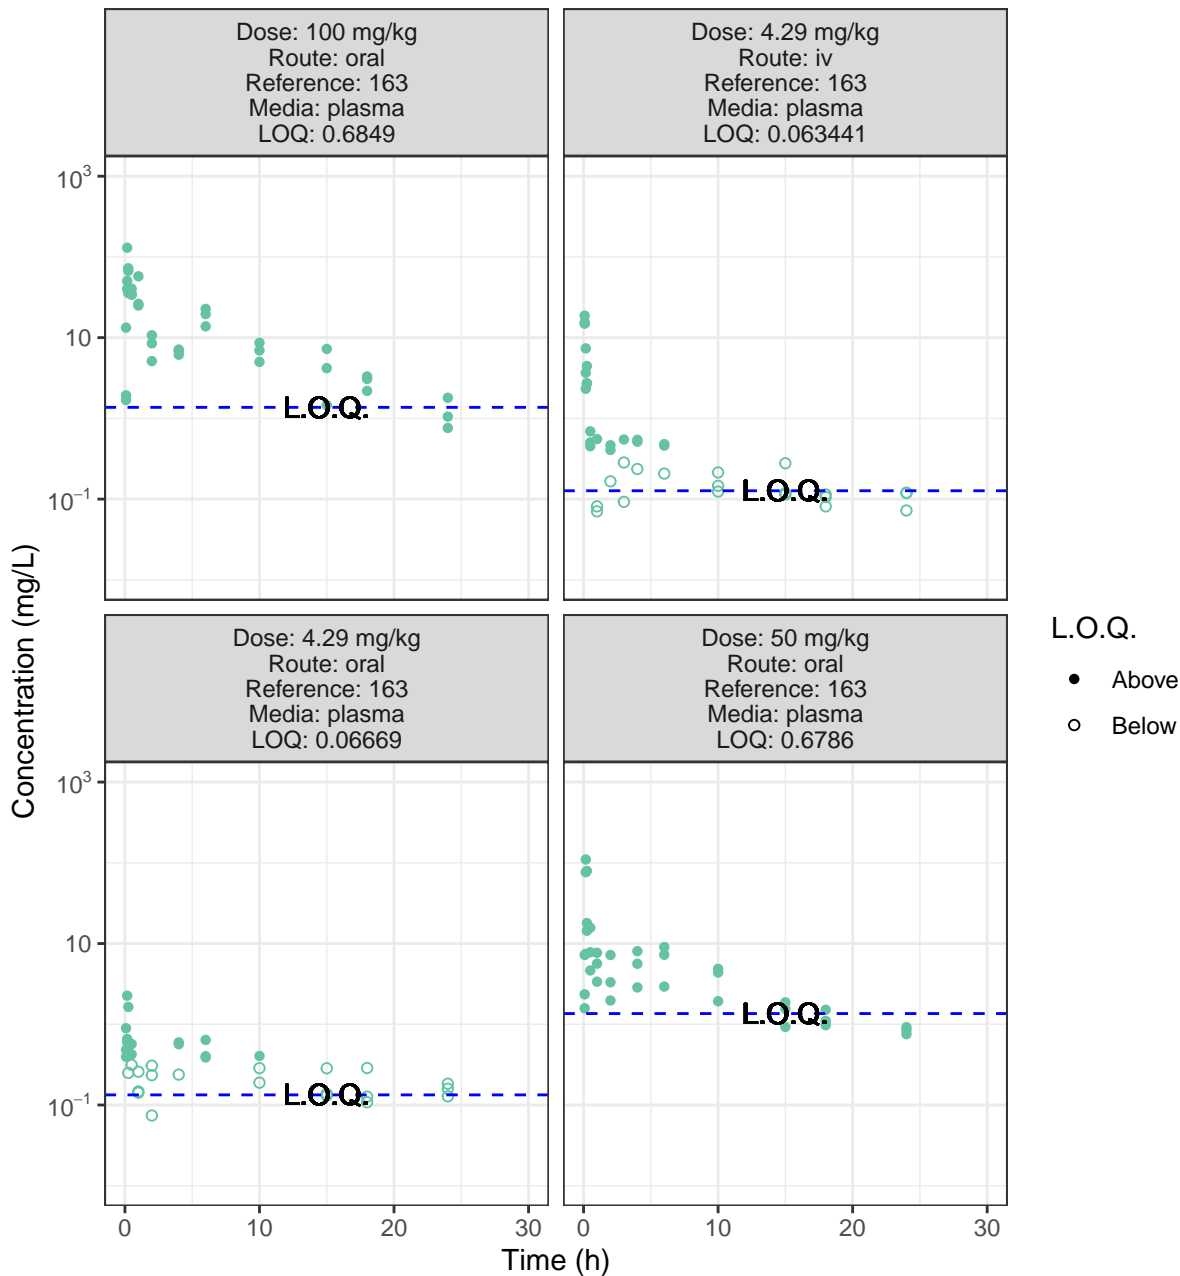 Dose: 100 mg/kg
Route: oral
Reference: 163
Media: plasma
LOQ: 0.6849
Dose: 4.29 mg/kg
Route: iv
Reference: 163
Media: plasma
LOQ: 0.063441
10³
10
10⁻¹
L.O.Q.
L.O.Q.
Dose: 4.29 mg/kg
Route: oral
Reference: 163
Media: plasma
LOQ: 0.06669
Dose: 50 mg/kg
Route: oral
Reference: 163
Media: plasma
LOQ: 0.6786
10³
10
10⁻¹
L.O.Q.
L.O.Q.
0 10 20 30
0 10 20 30
Time (h)
Concentration (mg/L)
L.O.Q.
Above
Below